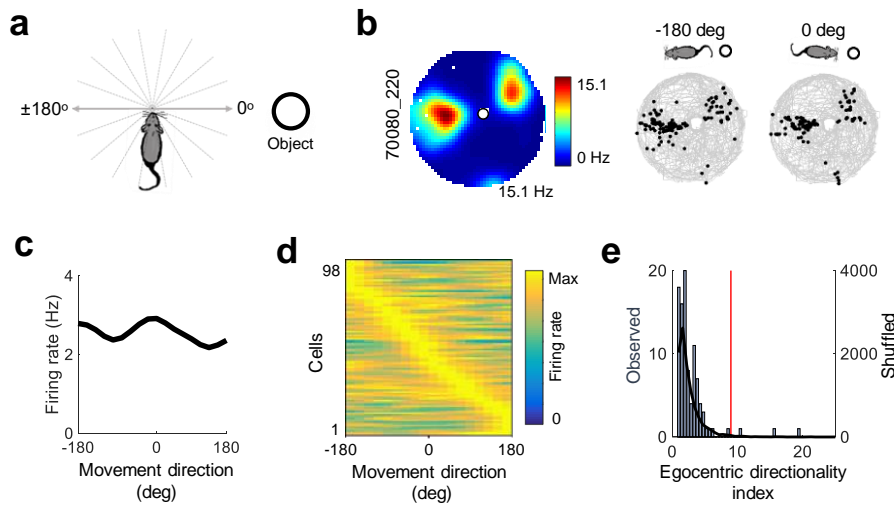 a
±180º
0º
Object
b
70080_220
15.1
0 Hz
15.1 Hz
-180 deg
0 deg
c
4
2
0
Firing rate (Hz)
-180
0
180
Movement direction
(deg)
d
98
1
Cells
-180
0
180
Movement direction
(deg)
Max
0
Firing rate
e
20
10
0
Observed
4000
2000
0
Shuffled
0
10
20
Egocentric directionality
index